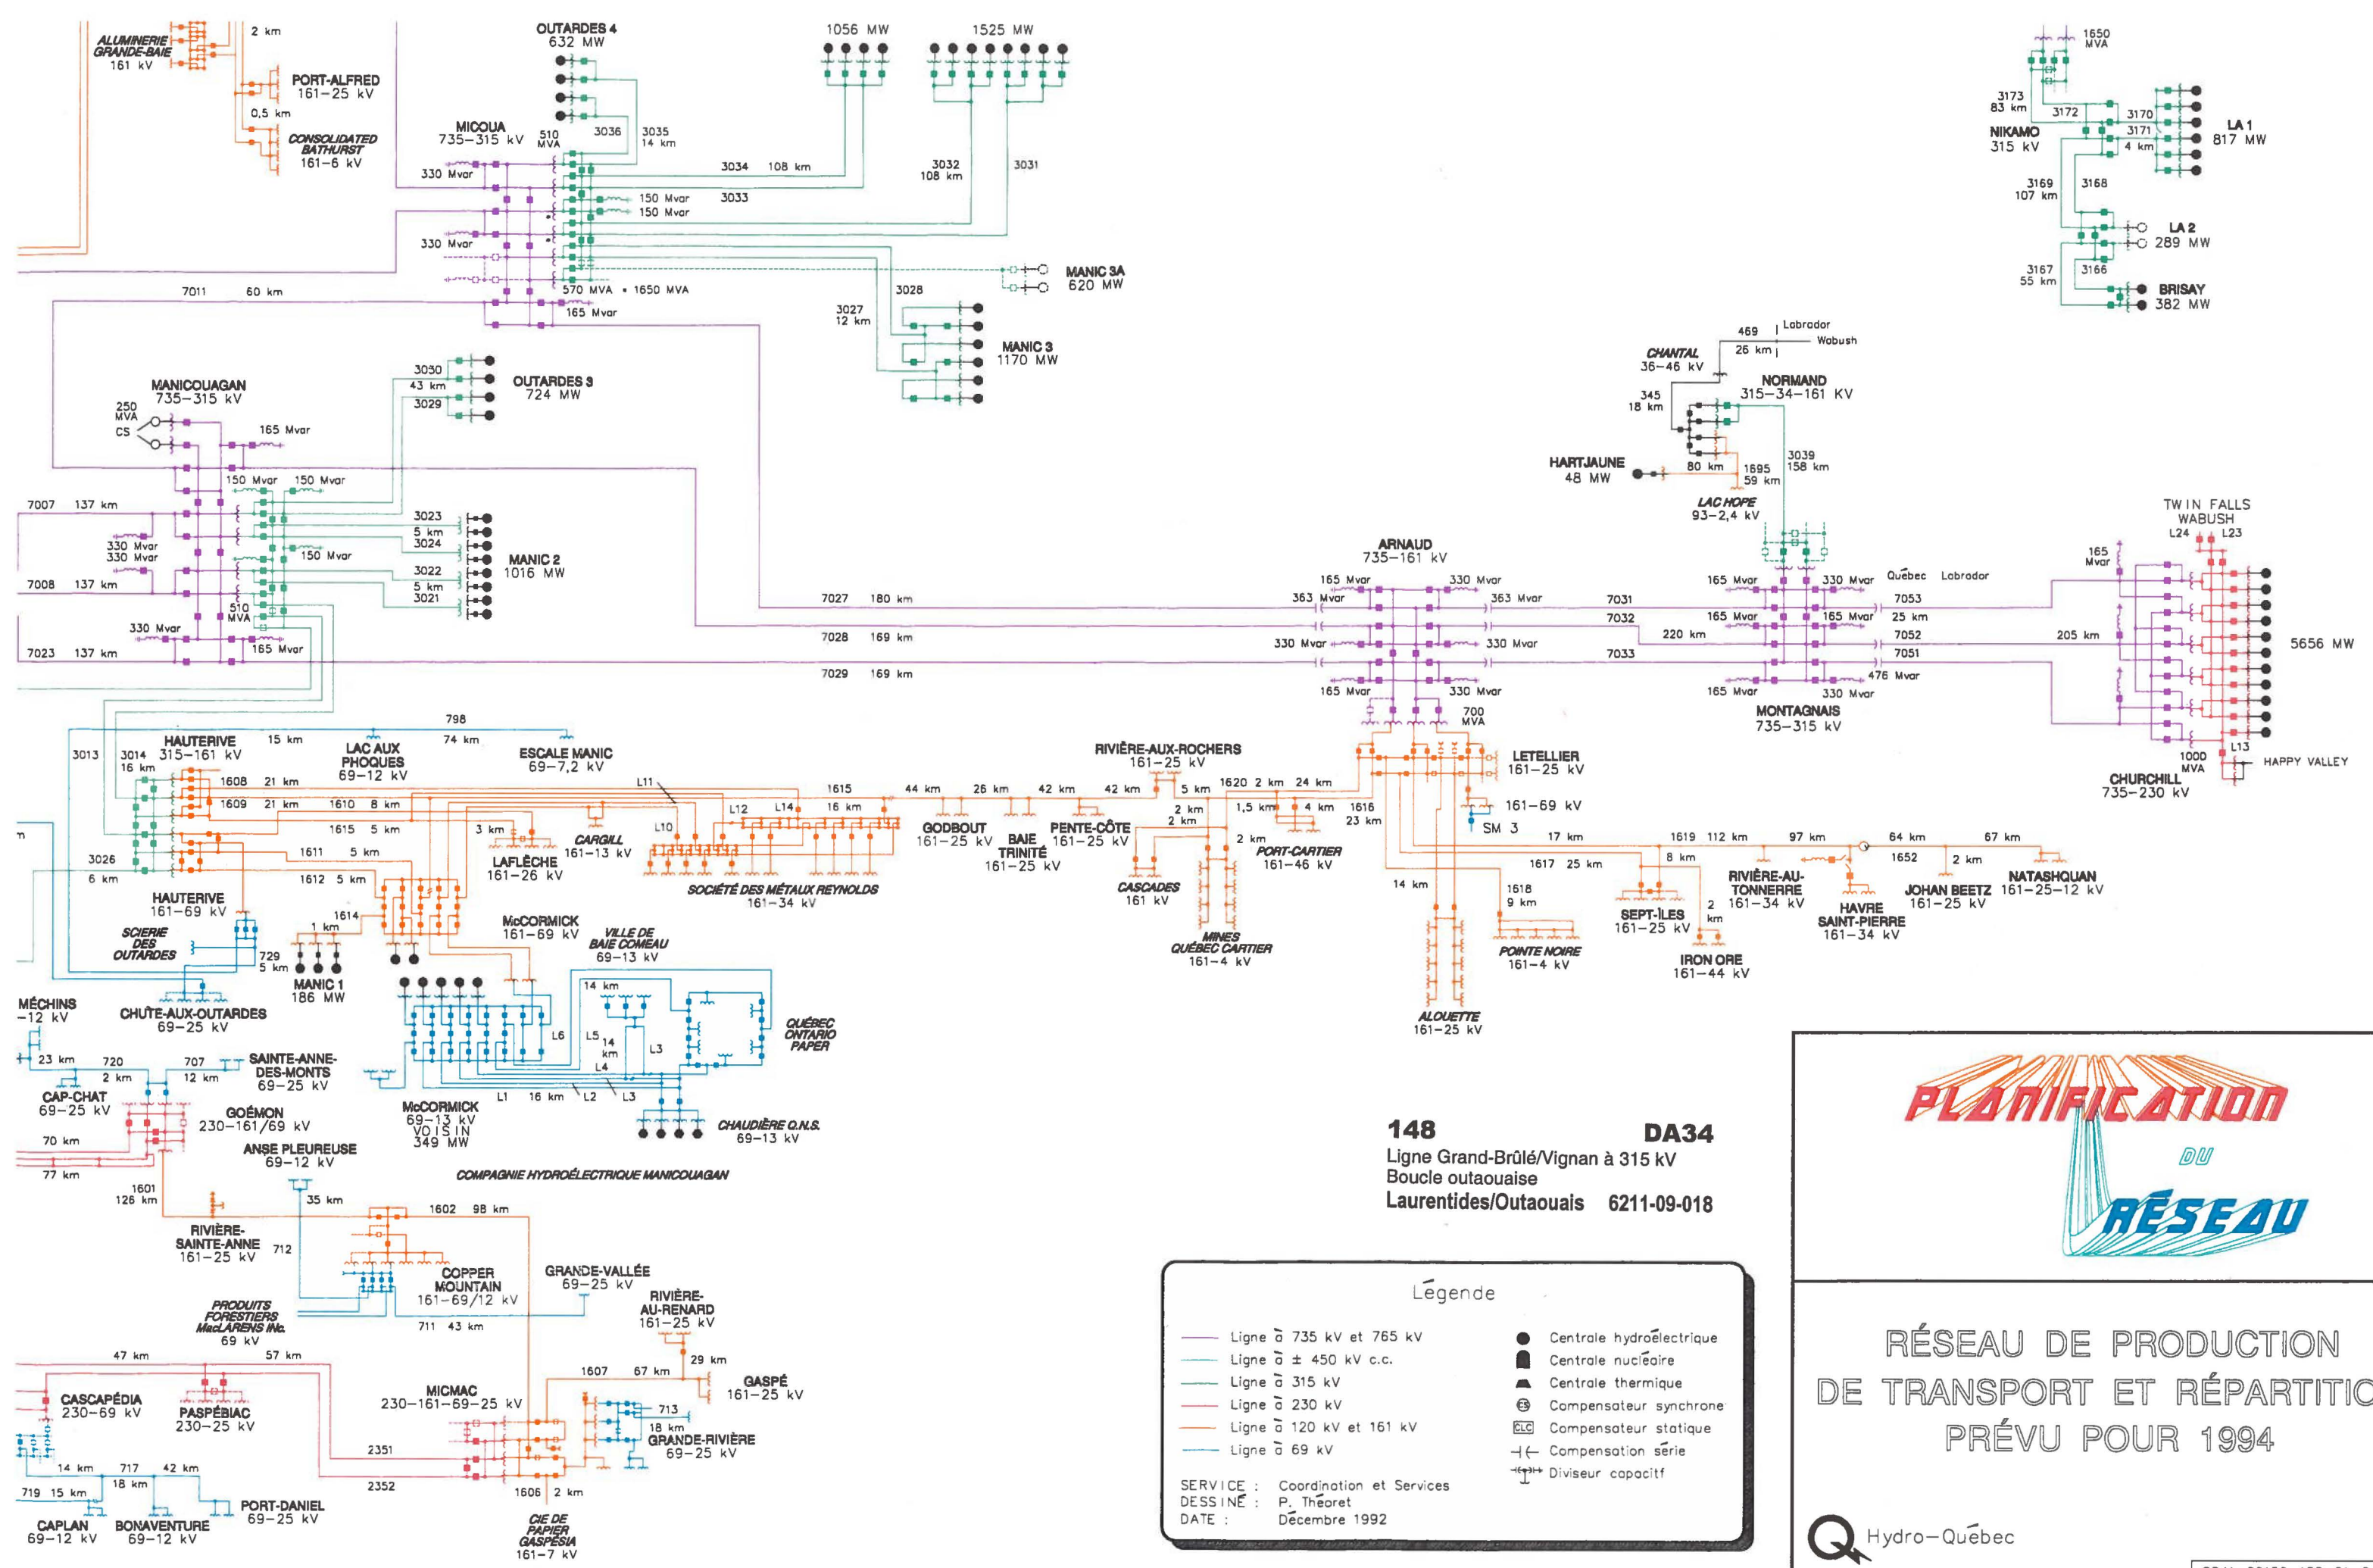 ALUMINERIE
GRANDE-BAIE
161 kV
2 km
PORT-ALFRED
161-25 kV
0,5 km
CONSOLIDATED
BATHURST
161-6 kV
OUTARDES 4
632 MW
MICOUA
735-315 kV
510
MVA
3036
3035
14 km
330 Mvar
1056 MW
1525 MW
3034 108 km
3033
3032
108 km
3031
150 Mvar
150 Mvar
330 Mvar
570 MVA * 1650 MVA
165 Mvar
7011 60 km
MANIC 3A
620 MW
3028
3027
12 km
MANIC 3
1170 MW
1650
MVA
3173
83 km
3172
3170
3171
4 km
NIKAMO
315 kV
LA 1
817 MW
3169
107 km
3168
LA 2
289 MW
3167
55 km
3166
BRISAY
382 MW
MANICOUAGAN
735-315 kV
250
MVA
CS
165 Mvar
3030
43 km
3029
OUTARDES 3
724 MW
150 Mvar 150 Mvar
7007 137 km
330 Mvar
330 Mvar
150 Mvar
7008 137 km
510
MVA
330 Mvar
165 Mvar
7023 137 km
3023
5 km
3024
3022
5 km
3021
MANIC 2
1016 MW
469
26 km
Labrador
Wabush
CHANTAL
36-46 kV
345
18 km
NORMAND
315-34-161 KV
HARTJAUNE
48 MW
80 km
1695
59 km
3039
158 km
LAC HOPE
93-2,4 kV
7027 180 km
7028 169 km
7029 169 km
ARNAUD
735-161 kV
165 Mvar 330 Mvar
363 Mvar 363 Mvar
330 Mvar 330 Mvar
165 Mvar 330 Mvar
700
MVA
7031
7032
220 km
7033
165 Mvar 330 Mvar
165 Mvar 165 Mvar
165 Mvar 330 Mvar
476 Mvar
MONTAGNAIS
735-315 kV
Québec Labrador
7053
25 km
7052
7051
205 km
165
Mvar
TWIN FALLS
WABUSH
L24 L23
5656 MW
1000
MVA
L13
HAPPY VALLEY
CHURCHILL
735-230 kV
798
15 km 74 km
3013
3014
16 km
HAUTERIVE
315-161 kV
LAC AUX
PHOQUES
69-12 kV
ESCALE MANIC
69-7,2 kV
1608 21 km
1609 21 km
1610 8 km
1615 5 km
1611 5 km
1612 5 km
3026
6 km
3 km
LAFLÈCHE
161-26 kV
CARGILL
161-13 kV
L11
L10
L12
L14
1615
16 km
SOCIÉTÉ DES MÉTAUX REYNOLDS
161-34 kV
44 km
26 km
42 km
42 km
GODBOUT
161-25 kV
BAIE
TRINITÉ
161-25 kV
PENTE-CÔTE
161-25 kV
RIVIÈRE-AUX-ROCHERS
161-25 kV
5 km
1620 2 km 24 km
2 km
2 km
1,5 km
4 km
2 km
1616
23 km
CASCADES
161 kV
PORT-CARTIER
161-46 kV
MINES
QUÉBEC CARTIER
161-4 kV
LETELLIER
161-25 kV
161-69 kV
SM 3
17 km
1619 112 km
97 km
64 km
67 km
1617 25 km
8 km
1652
2 km
14 km
1618
9 km
2
km
ALOUETTE
161-25 kV
POINTE NOIRE
161-4 kV
SEPT-ÎLES
161-25 kV
IRON ORE
161-44 kV
RIVIÈRE-AU-
TONNERRE
161-34 kV
HAVRE
SAINT-PIERRE
161-34 kV
JOHAN BEETZ
161-25 kV
NATASHQUAN
161-25-12 kV
HAUTERIVE
161-69 kV
SCIERIE
DES
OUTARDES
729
5 km
1614
1 km
MANIC 1
186 MW
CHUTE-AUX-OUTARDES
69-25 kV
McCORMICK
161-69 kV
VILLE DE
BAIE COMEAU
69-13 kV
14 km
L6
L5
14
km
L4
L3
L1 16 km L2 L3
QUÉBEC
ONTARIO
PAPER
McCORMICK
69-13 kV
VOISIN
349 MW
CHAUDIÈRE Q.N.S.
69-13 kV
COMPAGNIE HYDROÉLECTRIQUE MANICOUAGAN
MÉCHINS
-12 kV
23 km
720
2 km
707
12 km
SAINTE-ANNE-
DES-MONTS
69-25 kV
CAP-CHAT
69-25 kV
GOÉMON
230-161/69 kV
70 km
77 km
ANSE PLEUREUSE
69-12 kV
1601
126 km
35 km
RIVIÈRE-
SAINTE-ANNE
161-25 kV
712
1602 98 km
COPPER
MOUNTAIN
161-69/12 kV
PRODUITS
FORESTIERS
MacLARENS INc.
69 kV
711 43 km
GRANDE-VALLÉE
69-25 kV
RIVIÈRE-
AU-RENARD
161-25 kV
29 km
1607 67 km
GASPÉ
161-25 kV
47 km
57 km
CASCAPÉDIA
230-69 kV
PASPÉBIAC
230-25 kV
MICMAC
230-161-69-25 kV
713
18 km
GRANDE-RIVIÈRE
69-25 kV
2351
2352
1606 2 km
CIE DE
PAPIER
GASPÉSIA
161-7 kV
14 km
717
18 km
42 km
719 15 km
CAPLAN
69-12 kV
BONAVENTURE
69-12 kV
PORT-DANIEL
69-25 kV
148 DA34
Ligne Grand-Brûlé/Vignan à 315 kV
Boucle outaouaise
Laurentides/Outaouais 6211-09-018
Légende
Ligne à 735 kV et 765 kV
Ligne à ± 450 kV c.c.
Ligne à 315 kV
Ligne à 230 kV
Ligne à 120 kV et 161 kV
Ligne à 69 kV
Centrale hydroélectrique
Centrale nucléaire
Centrale thermique
CS Compensateur synchrone
CLC Compensateur statique
Compensation série
Diviseur capacitf
SERVICE : Coordination et Services
DESSINÉ : P. Théoret
DATE : Décembre 1992
PLANIFICATION
DU
RÉSEAU
RÉSEAU DE PRODUCTION
DE TRANSPORT ET RÉPARTITIO
PRÉVU POUR 1994
Hydro-Québec